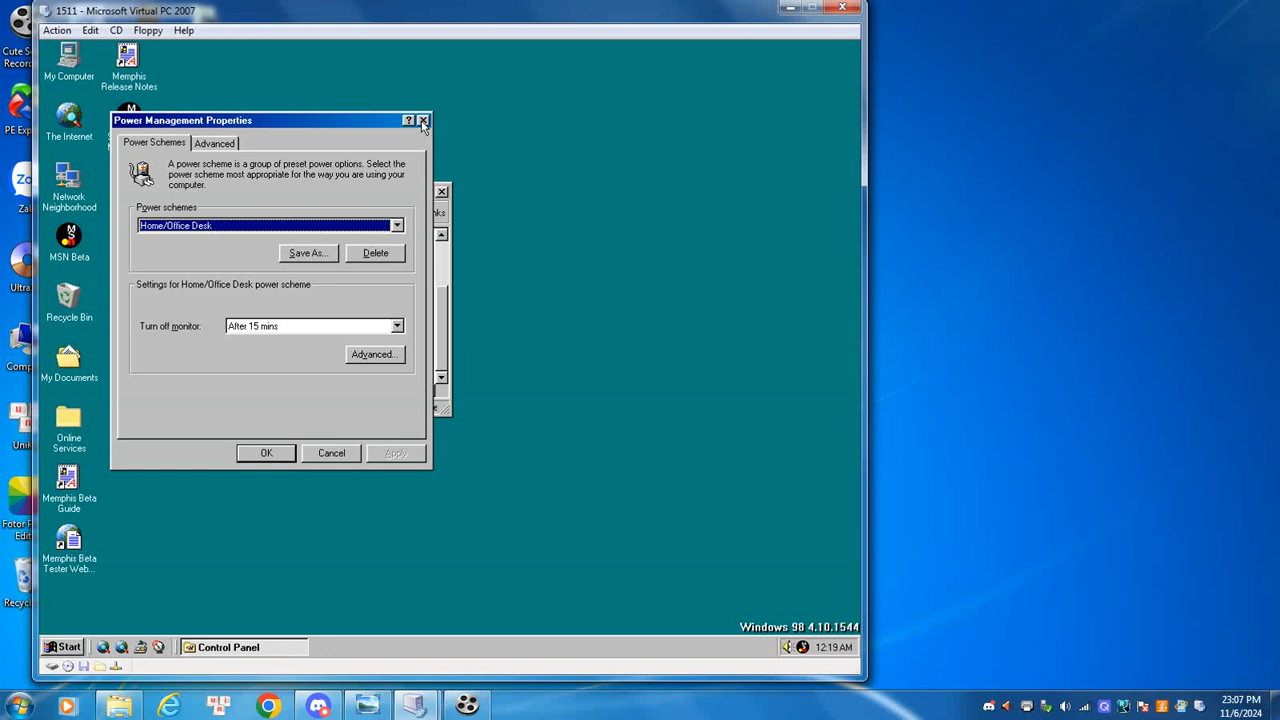 1511 - Microsoft Virtual PC 2007
Action Edit CD Floppy Help
My Computer
Memphis
Release Notes
The Internet
Network
Neighborhood
MSN Beta
Recycle Bin
My Documents
Online
Services
Memphis Beta
Guide
Memphis Beta
Tester Web...
Power Management Properties
Power Schemes Advanced
A power scheme is a group of preset power options. Select the
power scheme most appropriate for the way you are using your
computer.
Power schemes
Home/Office Desk
Save As... Delete
Settings for Home/Office Desk power scheme
Turn off monitor: After 15 mins
Advanced...
OK Cancel Apply
Windows 98 4.10.1544
Start
Control Panel
12:19 AM
23:07 PM
11/6/2024